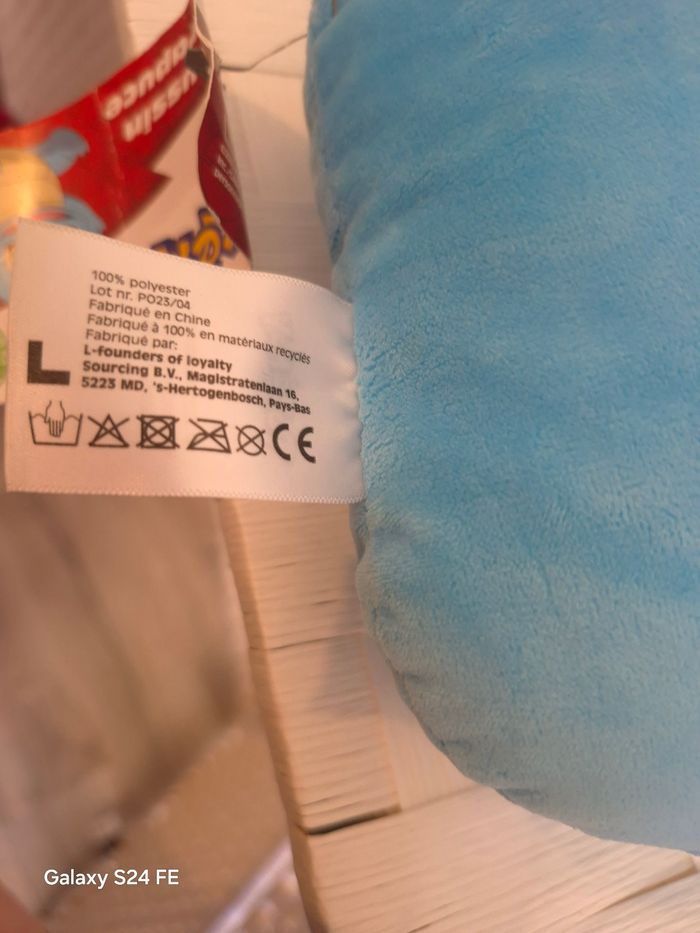 100% polyester
Lot nr. PO23/04
Fabriqué en Chine
Fabriqué à 100% en matériaux recyclés
Fabriqué par:
L-founders of loyalty
Sourcing B.V., Magistratenlaan 16,
5223 MD, 's-Hertogenbosch, Pays-Bas
L
CE
Galaxy S24 FE